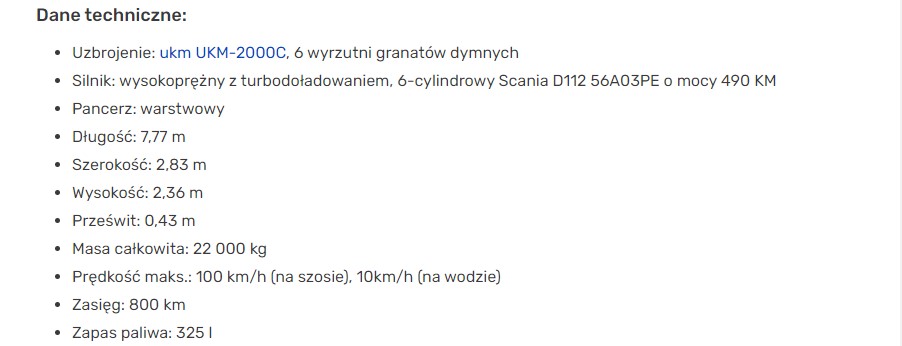 Dane techniczne:
• Uzbrojenie: ukm UKM-2000C, 6 wyrzutni granatów dymnych
• Silnik: wysokoprężny z turbodoładowaniem, 6-cylindrowy Scania D112 56A03PE o mocy 490 KM
• Pancerz: warstwowy
• Długość: 7,77 m
• Szerokość: 2,83 m
• Wysokość: 2,36 m
• Prześwit: 0,43 m
• Masa całkowita: 22 000 kg
• Prędkość maks.: 100 km/h (na szosie), 10km/h (na wodzie)
• Zasięg: 800 km
• Zapas paliwa: 325 l